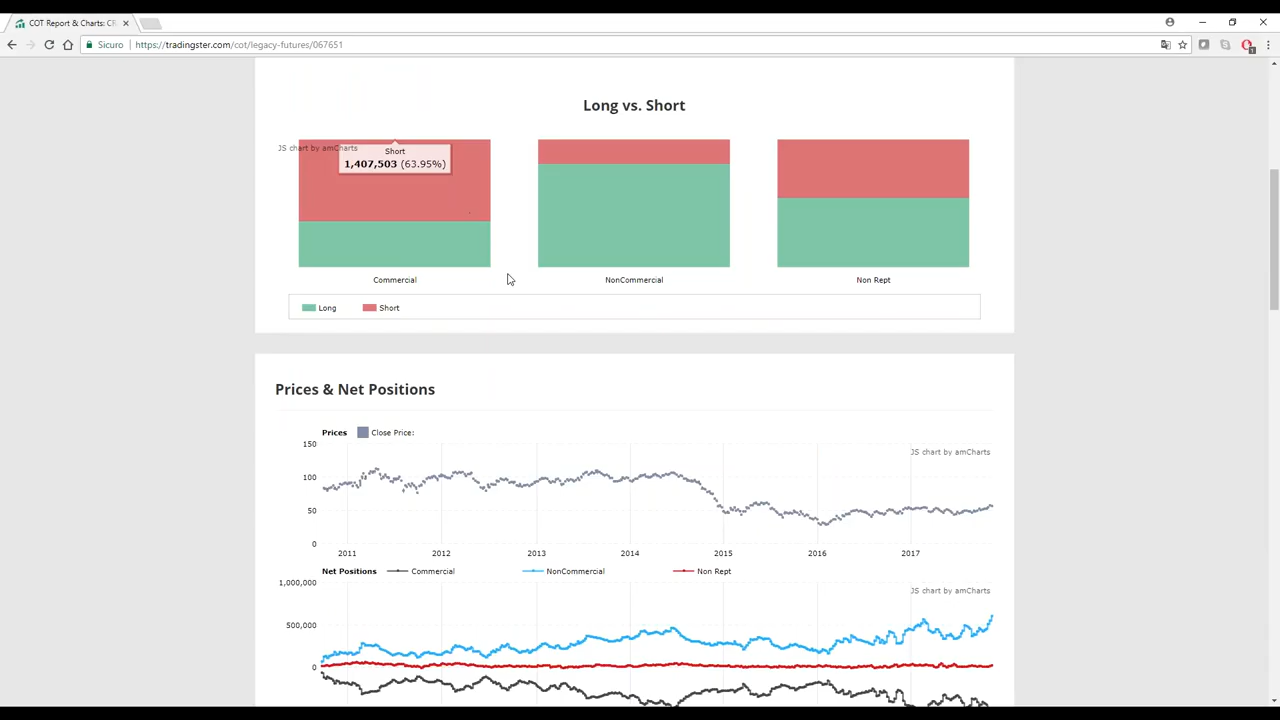 COT Report & Charts: C
Sicuro
https://tradingster.com/cot/legacy-futures/067651
1
Long vs. Short
JS chart by amCharts
Short
1,407,503 (63.95%)
Commercial
NonCommercial
Non Rept
Long
Short
Prices & Net Positions
Prices
Close Price:
JS chart by amCharts
150
100
50
0
2011
2012
2013
2014
2015
2016
2017
Net Positions
Commercial
NonCommercial
Non Rept
JS chart by amCharts
1,000,000
500,000
0